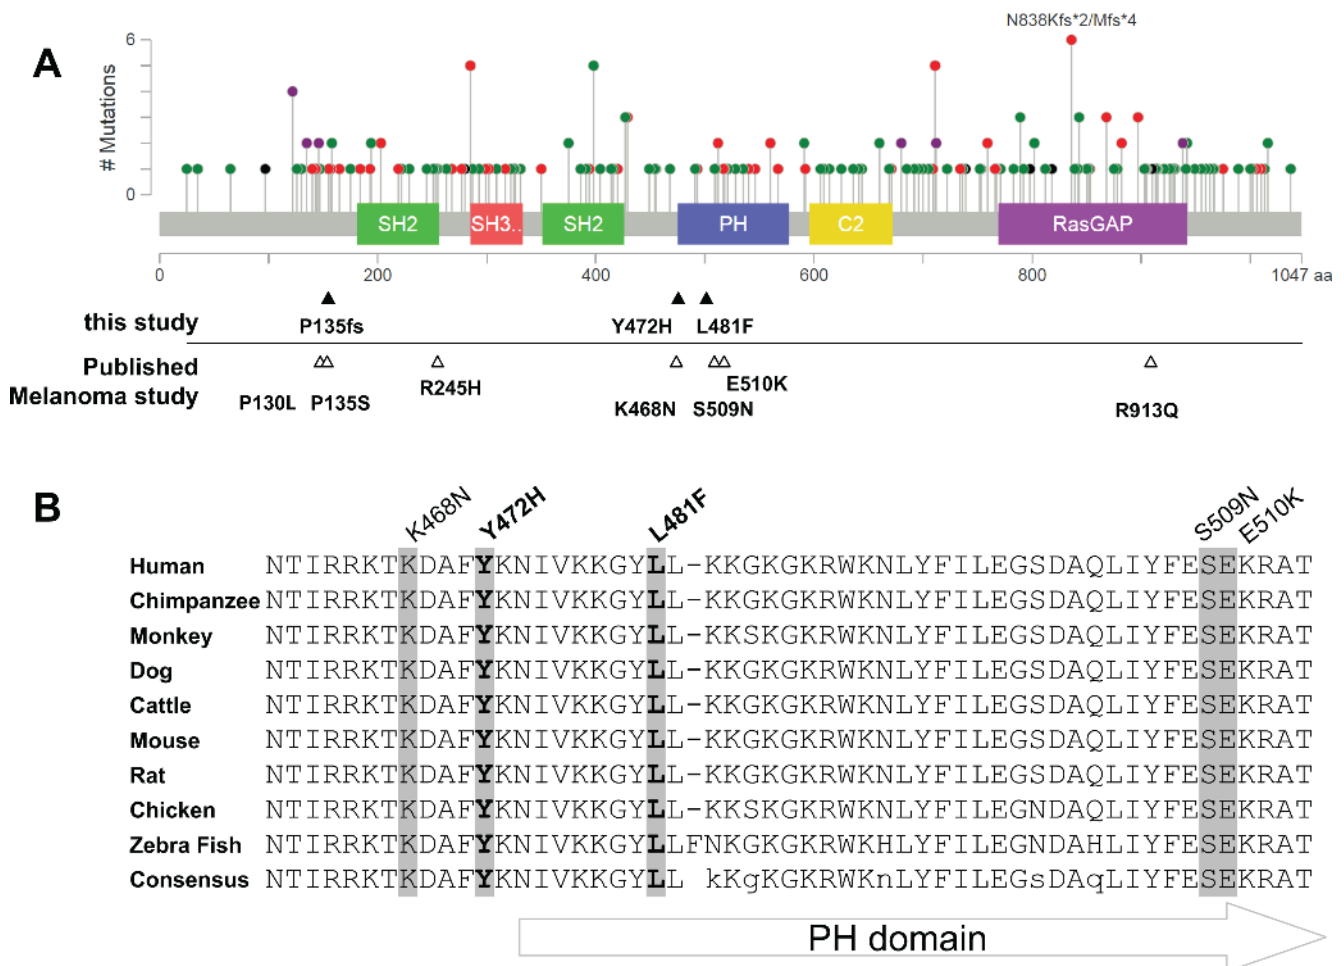 N838Kfs*2/Mfs*4
A
# Mutations
6
0
SH2 SH3.. SH2 PH C2 RasGAP
0 200 400 600 800 1047 aa
this study P135fs Y472H L481F
Published
Melanoma study
P130L P135S R245H K468N S509N E510K R913Q
B
K468N Y472H L481F S509N E510K
Human NTIRRKTKDAFYKNIVKKGYLL-KKGKGKRWKNLYFILEGSDAQLIYFESEKRAT
Chimpanzee NTIRRKTKDAFYKNIVKKGYLL-KKGKGKRWKNLYFILEGSDAQLIYFESEKRAT
Monkey NTIRRKTKDAFYKNIVKKGYLL-KKSKGKRWKNLYFILEGSDAQLIYFESEKRAT
Dog NTIRRKTKDAFYKNIVKKGYLL-KKGKGKRWKNLYFILEGSDAQLIYFESEKRAT
Cattle NTIRRKTKDAFYKNIVKKGYLL-KKGKGKRWKNLYFILEGSDAQLIYFESEKRAT
Mouse NTIRRKTKDAFYKNIVKKGYLL-KKGKGKRWKNLYFILEGSDAQLIYFESEKRAT
Rat NTIRRKTKDAFYKNIVKKGYLL-KKGKGKRWKNLYFILEGSDAQLIYFESEKRAT
Chicken NTIRRKTKDAFYKNIVKKGYLL-KKSKGKRWKNLYFILEGNDAQLIYFESEKRAT
Zebra Fish NTIRRKTKDAFYKNIVKKGYLLFNKGKGKRWKHLYFILEGNDAHLIYFESEKRAT
Consensus NTIRRKTKDAFYKNIVKKGYLL kKgKGKRWKnLYFILEGsDAqLIYFESEKRAT
PH domain